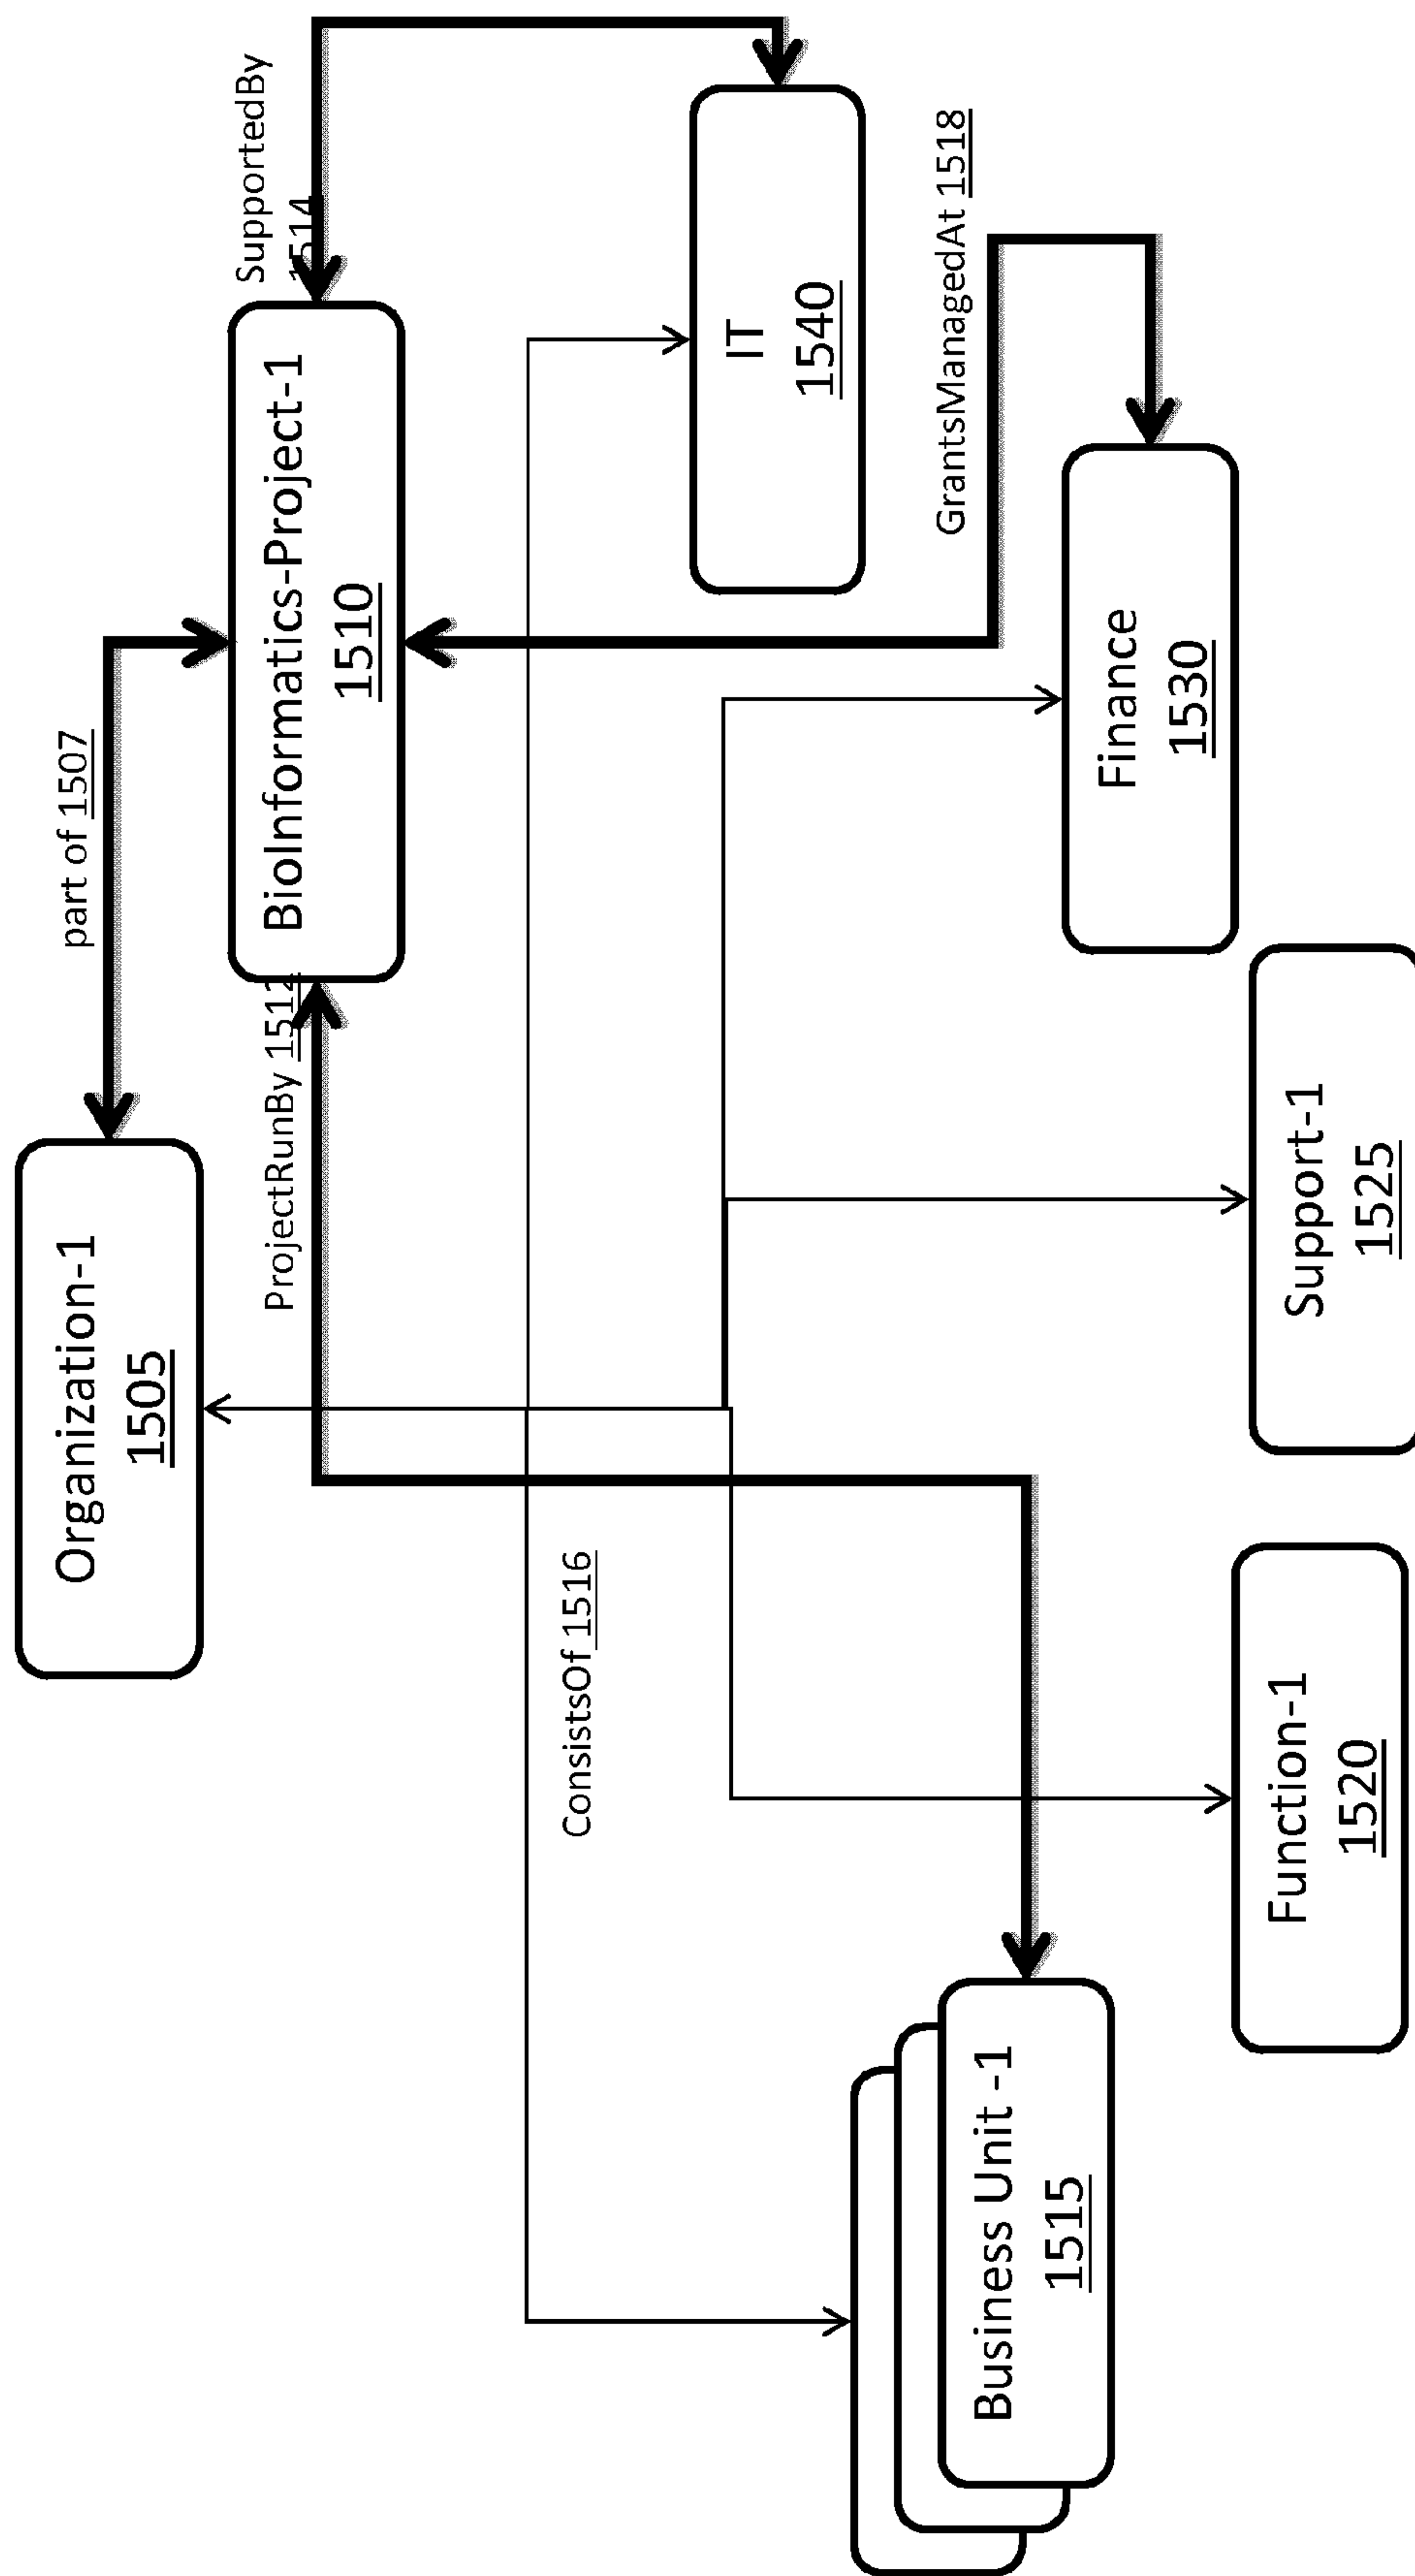 Organization-1
1505
part of 1507
BioInformatics-Project-1
1510
SupportedBy
1514
ProjectRunBy 1512
ConsistsOf 1516
IT
1540
GrantsManagedAt 1518
Business Unit -1
1515
Finance
1530
Function-1
1520
Support-1
1525